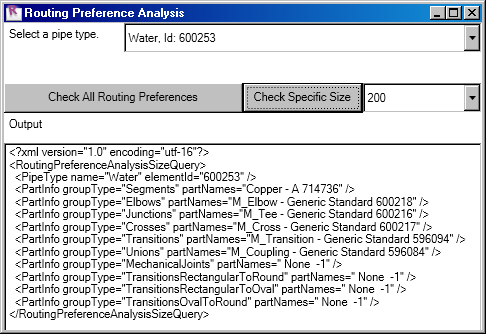 Routing Preference Analysis
Select a pipe type.
Water, Id: 600253
Check All Routing Preferences
Check Specific Size
200
Output
<?xml version="1.0" encoding="utf-16"?>
<RoutingPreferenceAnalysisSizeQuery>
<PipeType name="Water" elementId="600253" />
<PartInfo groupType="Segments" partNames="Copper - A 714736" />
<PartInfo groupType="Elbows" partNames="M_Elbow - Generic Standard 600218" />
<PartInfo groupType="Junctions" partNames="M_Tee - Generic Standard 600216" />
<PartInfo groupType="Crosses" partNames="M_Cross - Generic Standard 600217" />
<PartInfo groupType="Transitions" partNames="M_Transition - Generic Standard 596094" />
<PartInfo groupType="Unions" partNames="M_Coupling - Generic Standard 596084" />
<PartInfo groupType="MechanicalJoints" partNames=" None  -1" />
<PartInfo groupType="TransitionsRectangularToRound" partNames=" None  -1" />
<PartInfo groupType="TransitionsRectangularToOval" partNames=" None  -1" />
<PartInfo groupType="TransitionsOvalToRound" partNames=" None  -1" />
</RoutingPreferenceAnalysisSizeQuery>